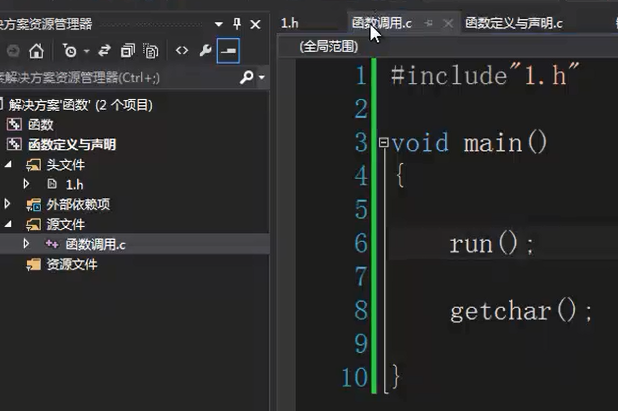 决方案资源管理器
1.h
函数调用.c
函数定义与声明.c
(全局范围)
索解决方案资源管理器(Ctrl+;)
解决方案'函数' (2 个项目)
函数
函数定义与声明
头文件
1.h
外部依赖项
源文件
函数调用.c
资源文件
1 #include"1.h"
2
3 void main()
4 {
5
6 run();
7
8 getchar();
9
10 }